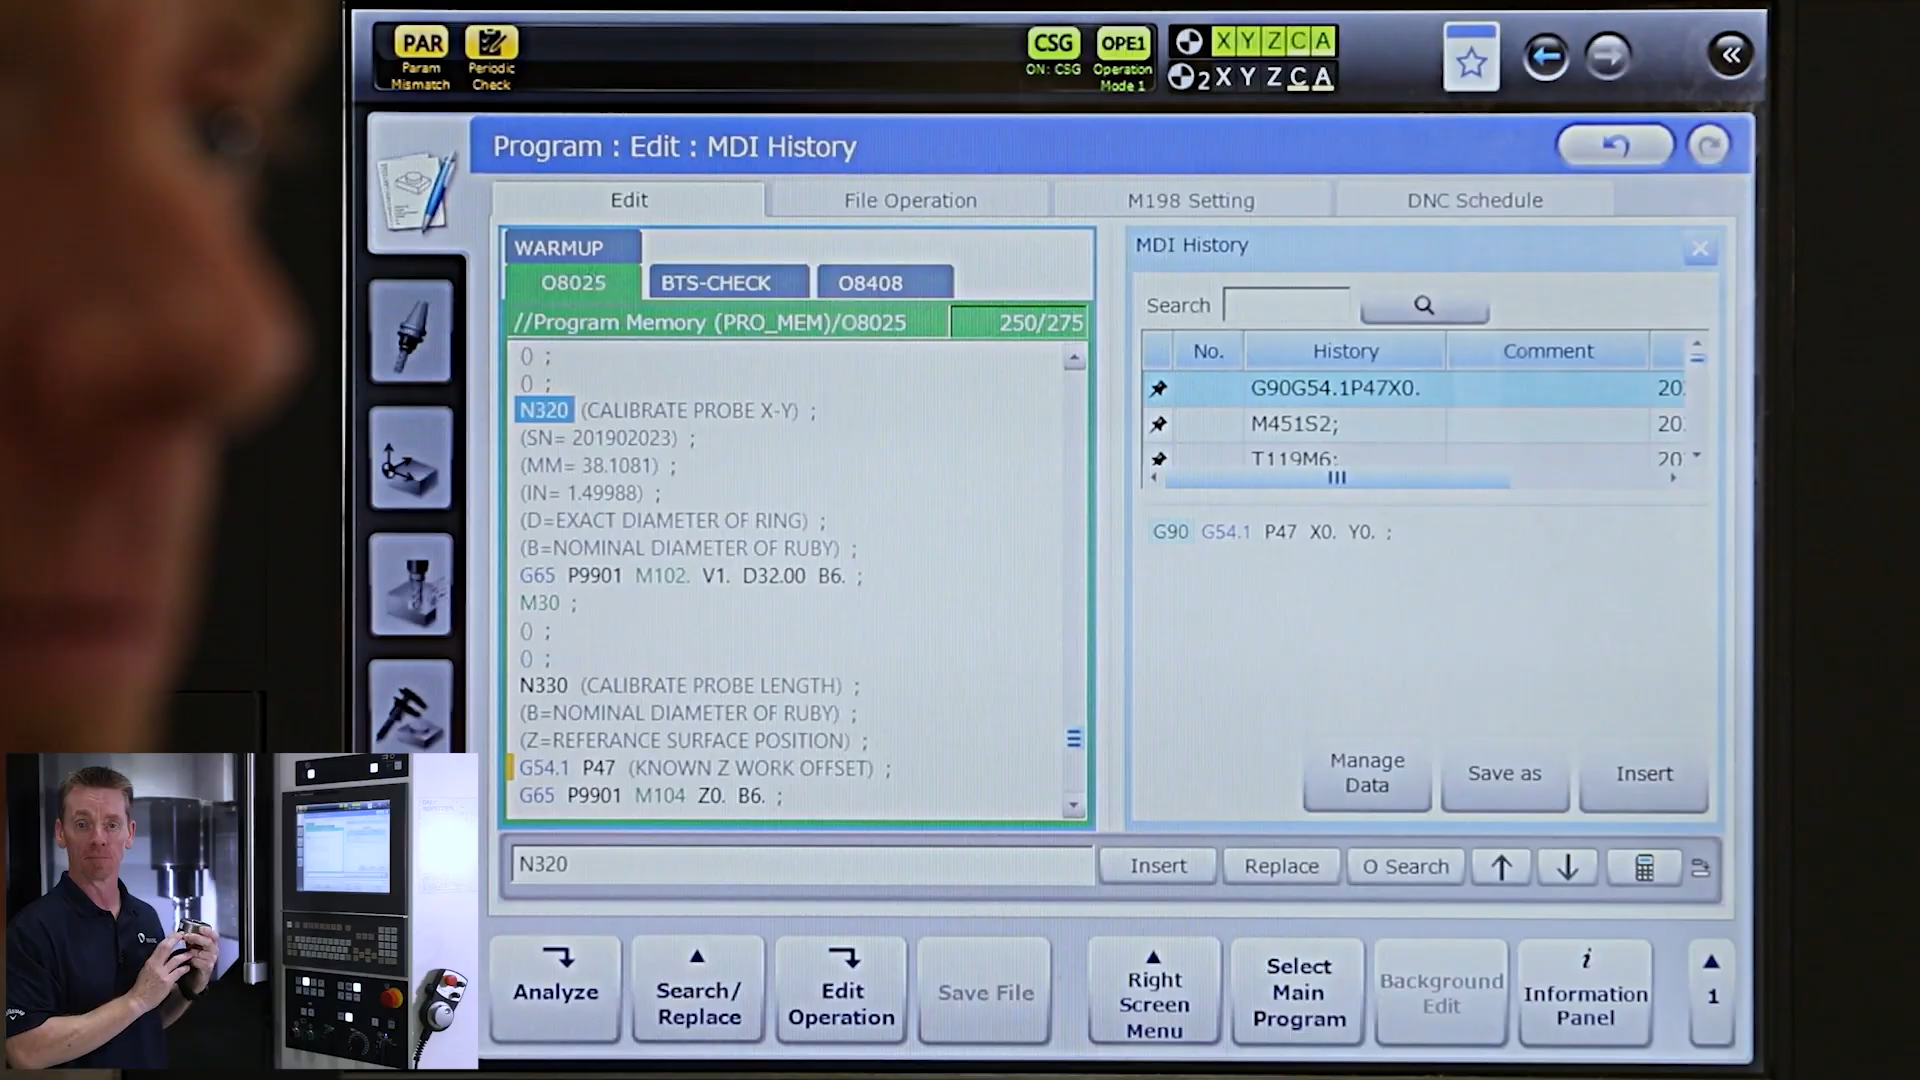 PAR
Param
Mismatch
Periodic
Check
CSG
ON: CSG
OPE1
Operation
Mode 1
X Y Z C A
2 X Y Z C A
Program : Edit : MDI History
Edit
File Operation
M198 Setting
DNC Schedule
WARMUP
O8025
BTS-CHECK
O8408
//Program Memory (PRO_MEM)/O8025
250/275
() ;
() ;
N320 (CALIBRATE PROBE X-Y) ;
(SN= 201902023) ;
(MM= 38.1081) ;
(IN= 1.49988) ;
(D=EXACT DIAMETER OF RING) ;
(B=NOMINAL DIAMETER OF RUBY) ;
G65 P9901 M102. V1. D32.00 B6. ;
M30 ;
() ;
() ;
N330 (CALIBRATE PROBE LENGTH) ;
(B=NOMINAL DIAMETER OF RUBY) ;
(Z=REFERANCE SURFACE POSITION) ;
G54.1 P47 (KNOWN Z WORK OFFSET) ;
G65 P9901 M104 Z0. B6. ;
MDI History
Search
No. History Comment
G90G54.1P47X0. 20
M451S2; 20
T119M6; 20
G90 G54.1 P47 X0. Y0. ;
Manage
Data
Save as
Insert
N320
Insert
Replace
O Search
Analyze
Search/
Replace
Edit
Operation
Save File
Right
Screen
Menu
Select
Main
Program
Background
Edit
i
Information
Panel
1